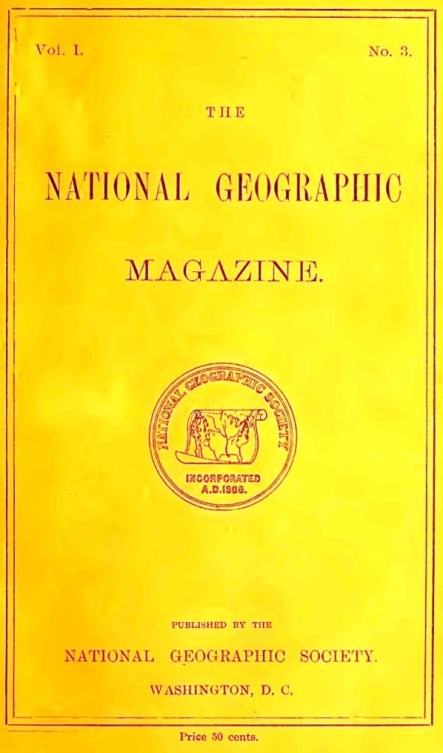 Vol. I. No. 3.
THE
NATIONAL GEOGRAPHIC
MAGAZINE.
NATIONAL GEOGRAPHIC SOCIETY
INCORPORATED
A.D.1888.
PUBLISHED BY THE
NATIONAL GEOGRAPHIC SOCIETY.
WASHINGTON, D. C.
Price 50 cents.